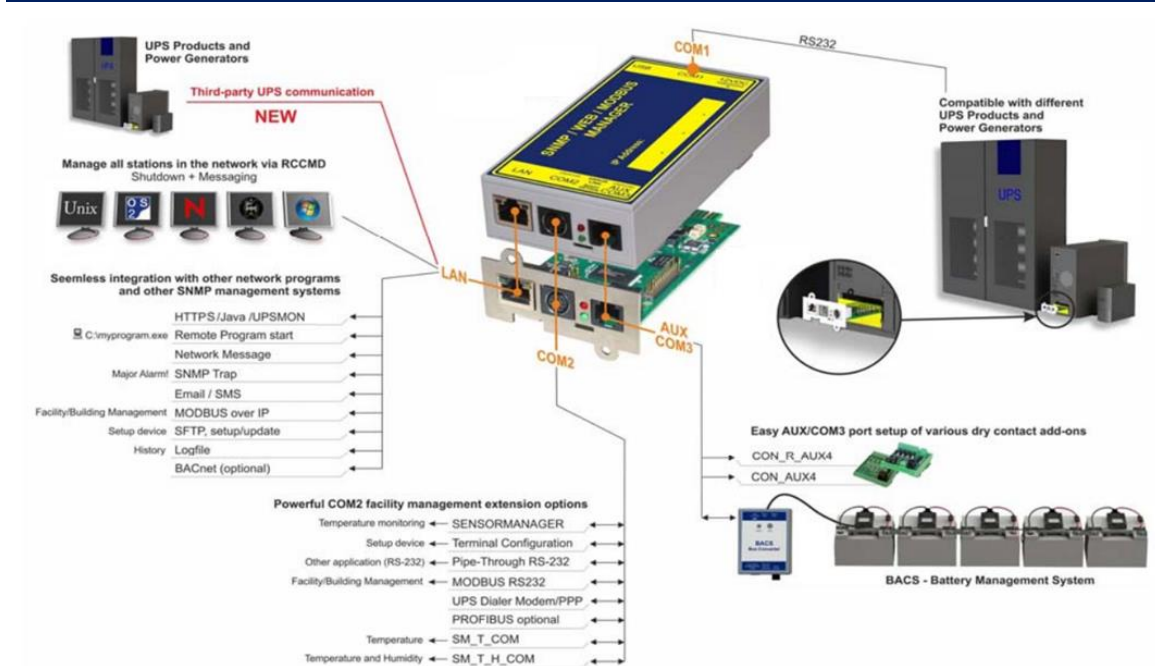 UPS Products and
Power Generators
Third-party UPS communication
NEW
Manage all stations in the network via RCCMD
Shutdown + Messaging
Unix
OS
2
N
Seemless integration with other network programs
and other SNMP management systems
HTTPS /Java /UPSMON
C:\myprogram.exe Remote Program start
Network Message
Major Alarm! SNMP Trap
Email / SMS
Facility/Building Management MODBUS over IP
Setup device SFTP, setup/update
History Logfile
BACnet (optional)
COM1
RS232
USB COM1 12VDC
SNMP / WEB / MODBUS
MANAGER
IP Address:
LAN COM2 AUX
COM3
LAN
COM2
AUX
COM3
Compatible with different
UPS Products and
Power Generators
UPS
UPS
Powerful COM2 facility management extension options
Temperature monitoring SENSORMANAGER
Setup device Terminal Configuration
Other application (RS-232) Pipe-Through RS-232
Facility/Building Management MODBUS RS232
UPS Dialer Modem/PPP
PROFIBUS optional
Temperature SM_T_COM
Temperature and Humidity SM_T_H_COM
Easy AUX/COM3 port setup of various dry contact add-ons
CON_R_AUX4
CON_AUX4
BACS
Bus Converter
BACS - Battery Management System